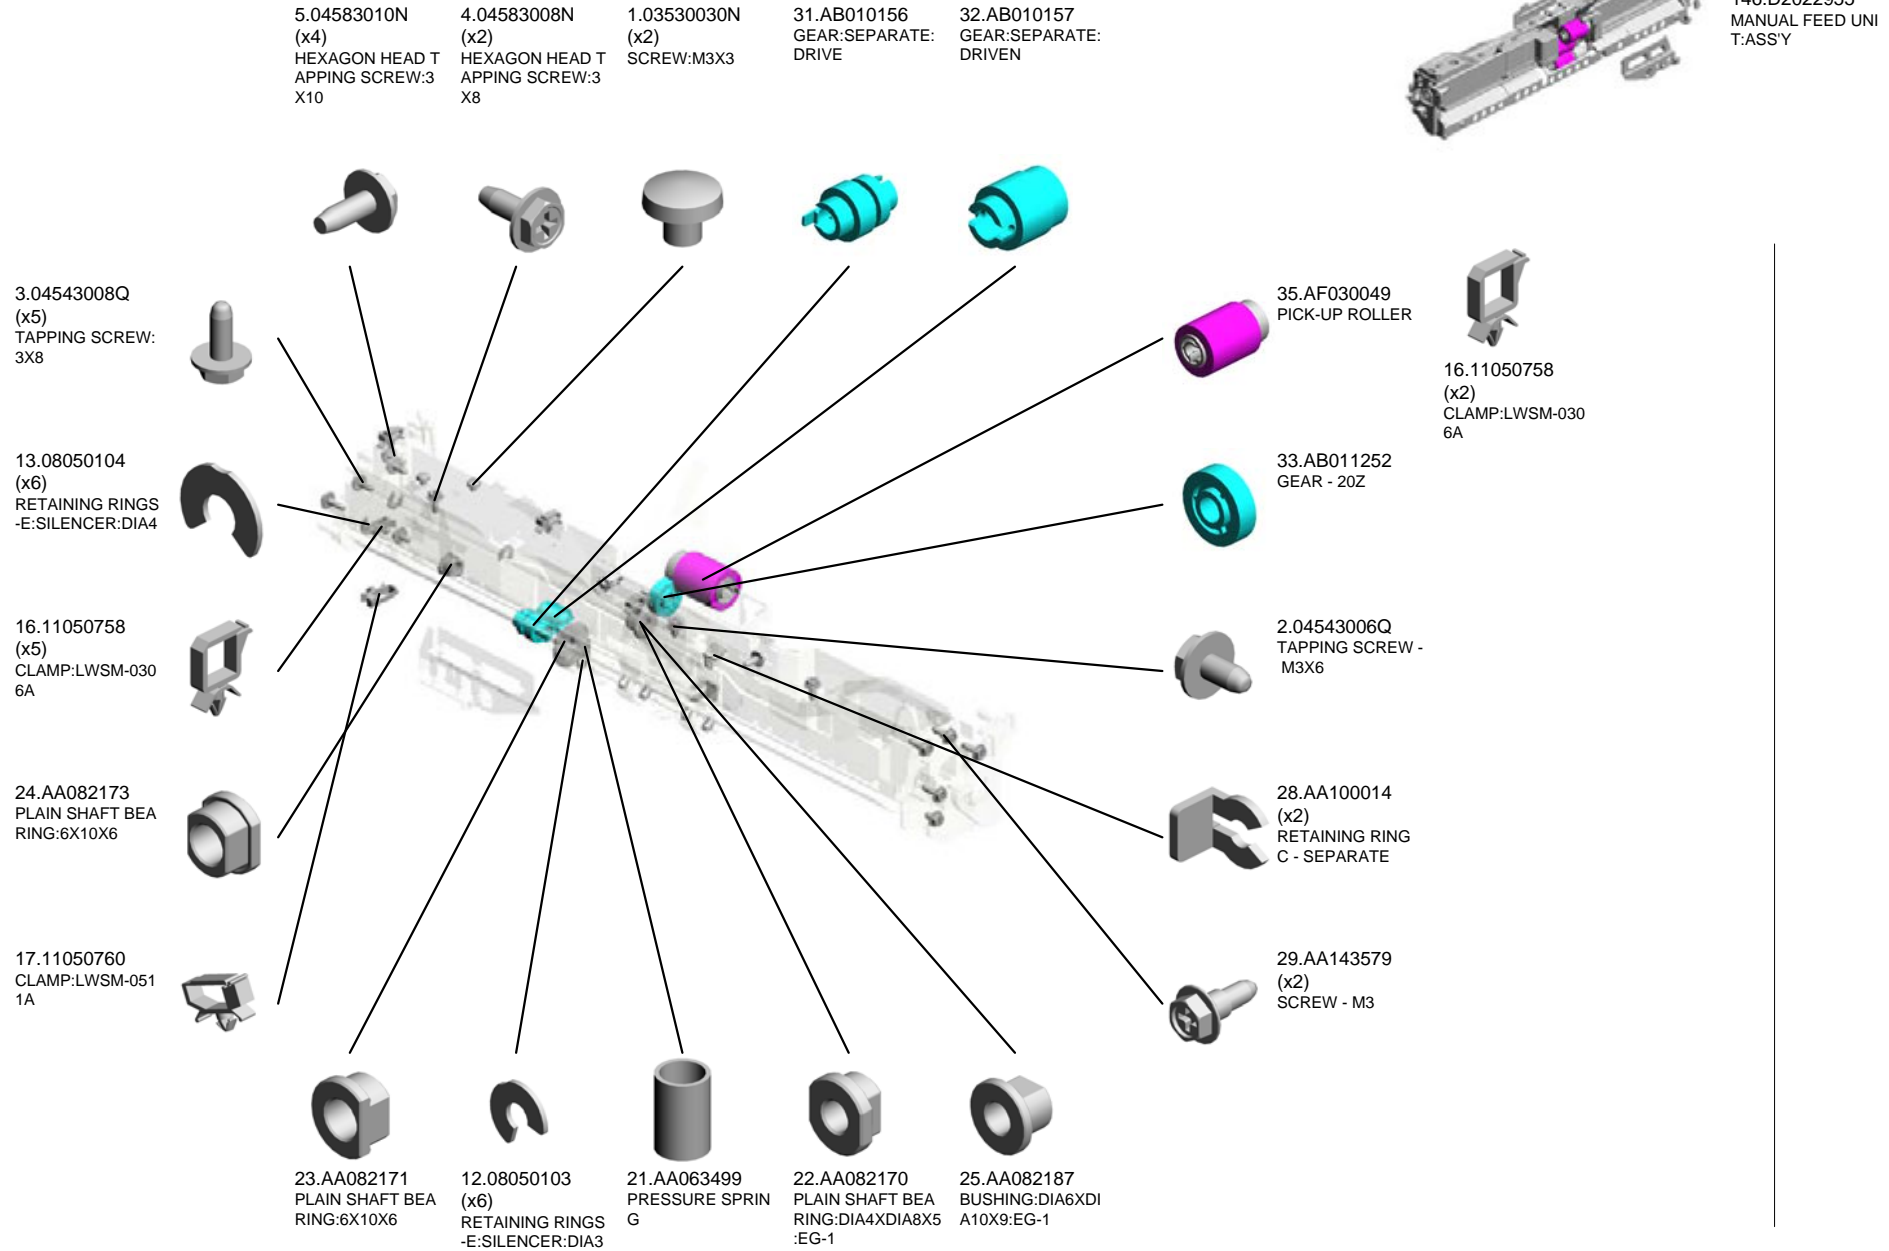 5.04583010N
(x4)
HEXAGON HEAD T
APPING SCREW:3
X10
4.04583008N
(x2)
HEXAGON HEAD T
APPING SCREW:3
X8
1.03530030N
(x2)
SCREW:M3X3
31.AB010156
GEAR:SEPARATE:
DRIVE
32.AB010157
GEAR:SEPARATE:
DRIVEN
MANUAL FEED UNI
T:ASS'Y
3.04543008Q
(x5)
TAPPING SCREW:
3X8
35.AF030049
PICK-UP ROLLER
16.11050758
(x2)
CLAMP:LWSM-030
6A
13.08050104
(x6)
RETAINING RINGS
-E:SILENCER:DIA4
33.AB011252
GEAR - 20Z
16.11050758
(x5)
CLAMP:LWSM-030
6A
2.04543006Q
TAPPING SCREW -
M3X6
24.AA082173
PLAIN SHAFT BEA
RING:6X10X6
28.AA100014
(x2)
RETAINING RING
C - SEPARATE
17.11050760
CLAMP:LWSM-051
1A
29.AA143579
(x2)
SCREW - M3
23.AA082171
PLAIN SHAFT BEA
RING:6X10X6
12.08050103
(x6)
RETAINING RINGS
-E:SILENCER:DIA3
21.AA063499
PRESSURE SPRIN
G
22.AA082170
PLAIN SHAFT BEA
RING:DIA4XDIA8X5
:EG-1
25.AA082187
BUSHING:DIA6XDI
A10X9:EG-1